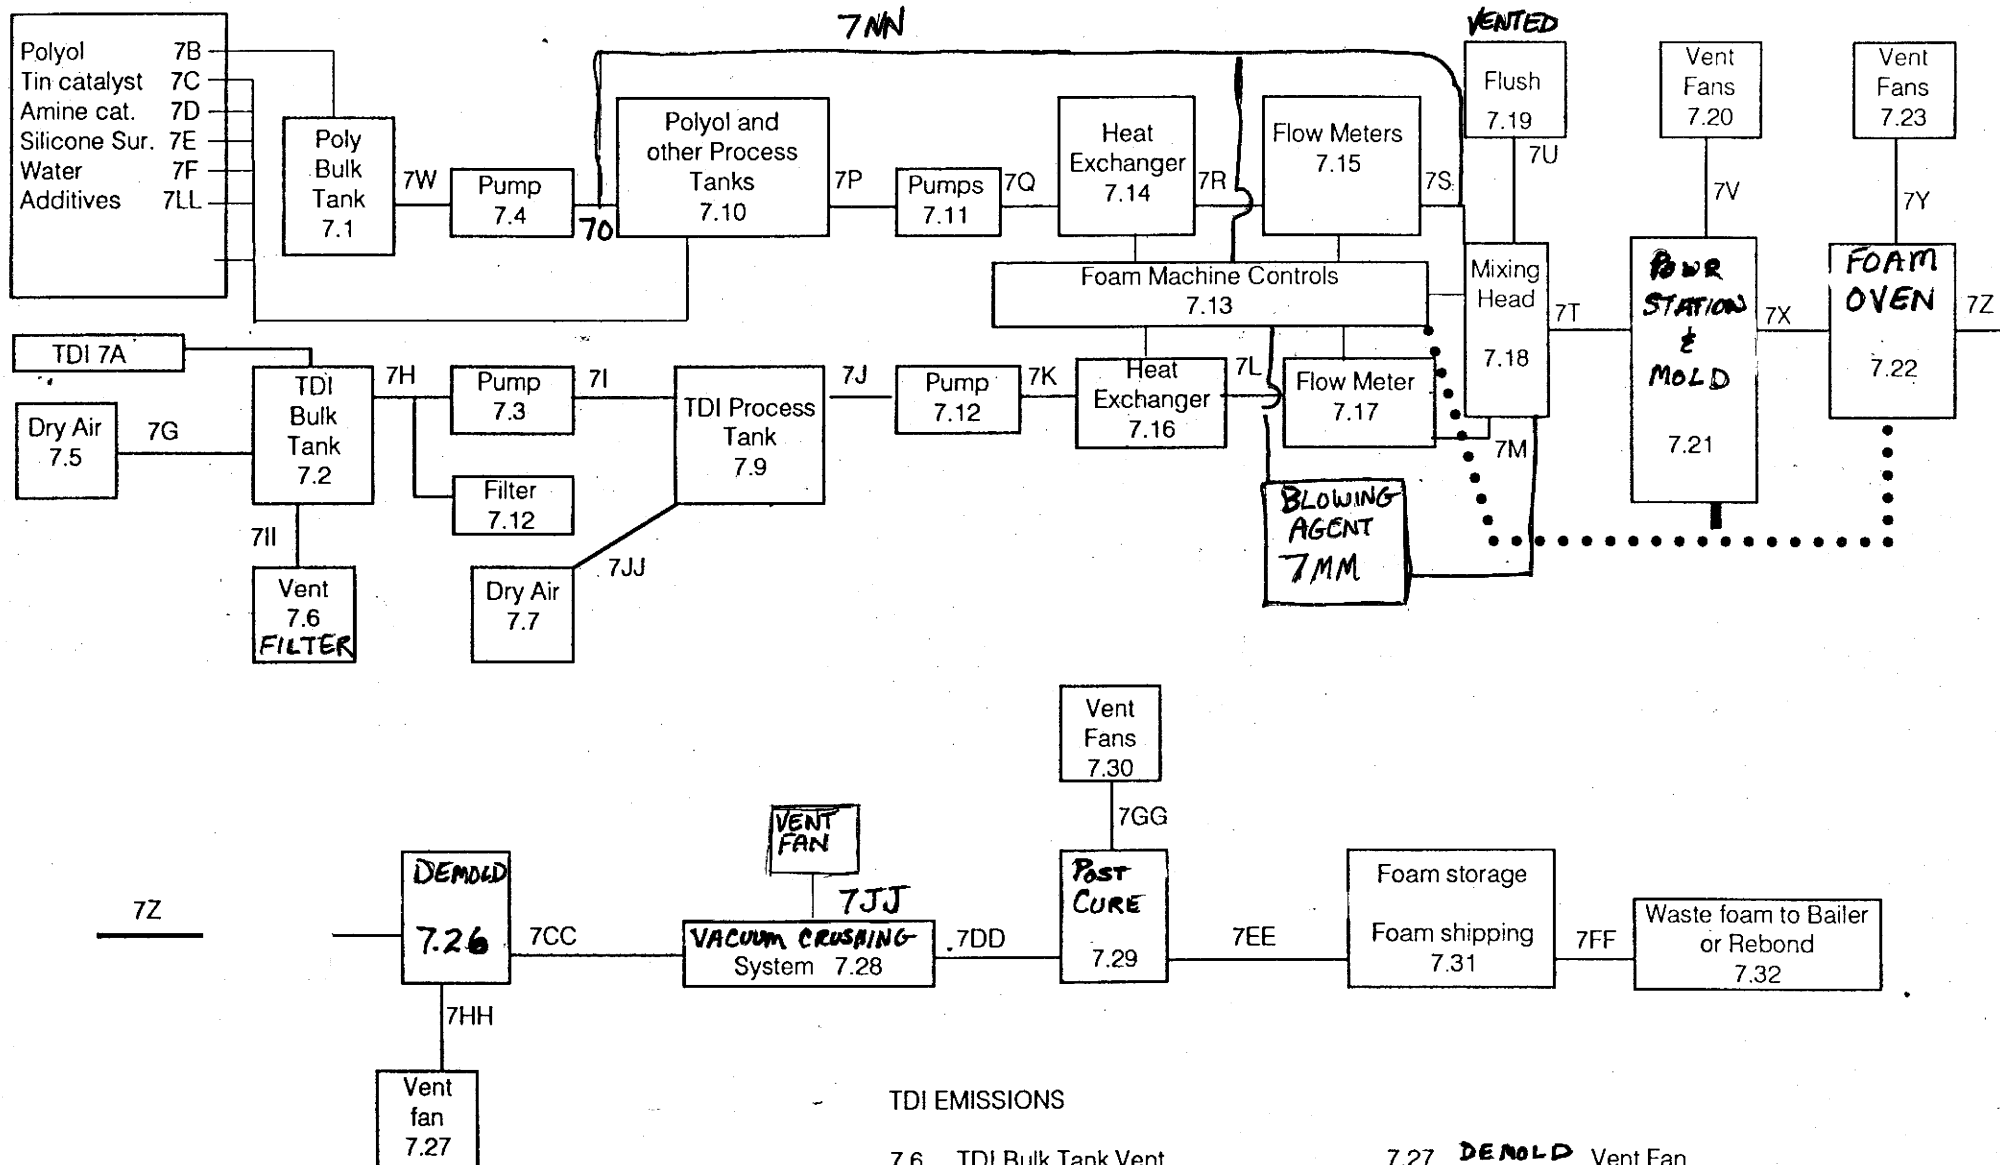 7NN
VENTED
Polyol 7B
Tin catalyst 7C
Amine cat. 7D
Silicone Sur. 7E
Water 7F
Additives 7LL
Poly
Bulk
Tank
7.1
7W
Pump
7.4
70
Polyol and
other Process
Tanks
7.10
7P
Pumps
7.11
7Q
Heat
Exchanger
7.14
7R
Flow Meters
7.15
7S
Flush
7.19
7U
Vent
Fans
7.20
7V
Vent
Fans
7.23
7Y
Foam Machine Controls
7.13
Mixing
Head
7.18
7T
POUR
STATION
&
MOLD
7.21
7X
FOAM
OVEN
7.22
7Z
TDI 7A
Dry Air
7.5
7G
TDI
Bulk
Tank
7.2
7H
Pump
7.3
7I
Filter
7.12
TDI Process
Tank
7.9
7J
Pump
7.12
7K
Heat
Exchanger
7.16
7L
Flow Meter
7.17
7M
7II
Vent
7.6
FILTER
Dry Air
7.7
7JJ
BLOWING
AGENT
7MM
Vent
Fans
7.30
7GG
VENT
FAN
7JJ
7Z
DEMOLD
7.26
7CC
VACUUM CRUSHING
System 7.28
7DD
POST
CURE
7.29
7EE
Foam storage
Foam shipping
7.31
7FF
Waste foam to Bailer
or Rebond
7.32
7HH
Vent
fan
7.27
TDI EMISSIONS
7.6 TDI Bulk Tank Vent
7.27 DEMOLD Vent Fan